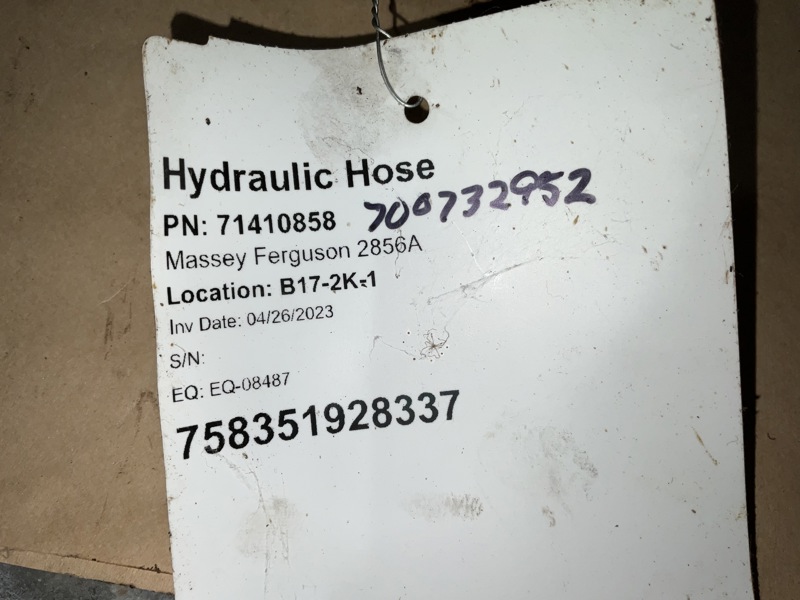 Hydraulic Hose
PN: 71410858 700732952
Massey Ferguson 2856A
Location: B17-2K-1
Inv Date: 04/26/2023
S/N:
EQ: EQ-08487
758351928337